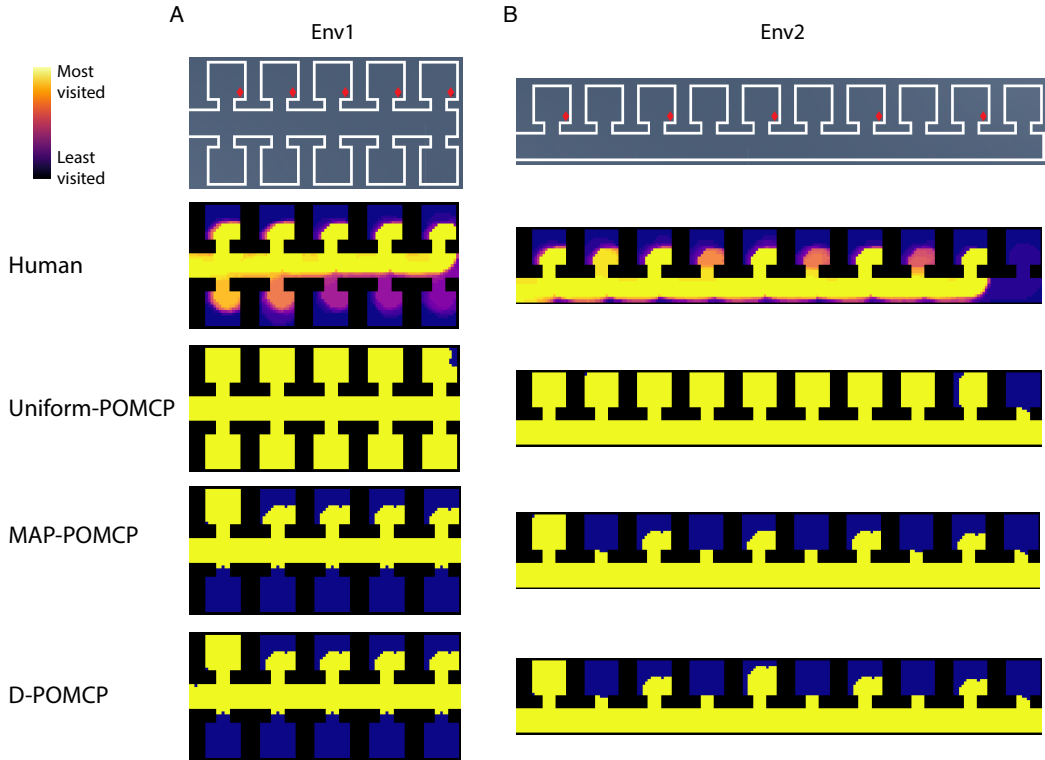 A
B
Env1
Env2
Most
visited
Least
visited
Human
Uniform-POMCP
MAP-POMCP
D-POMCP